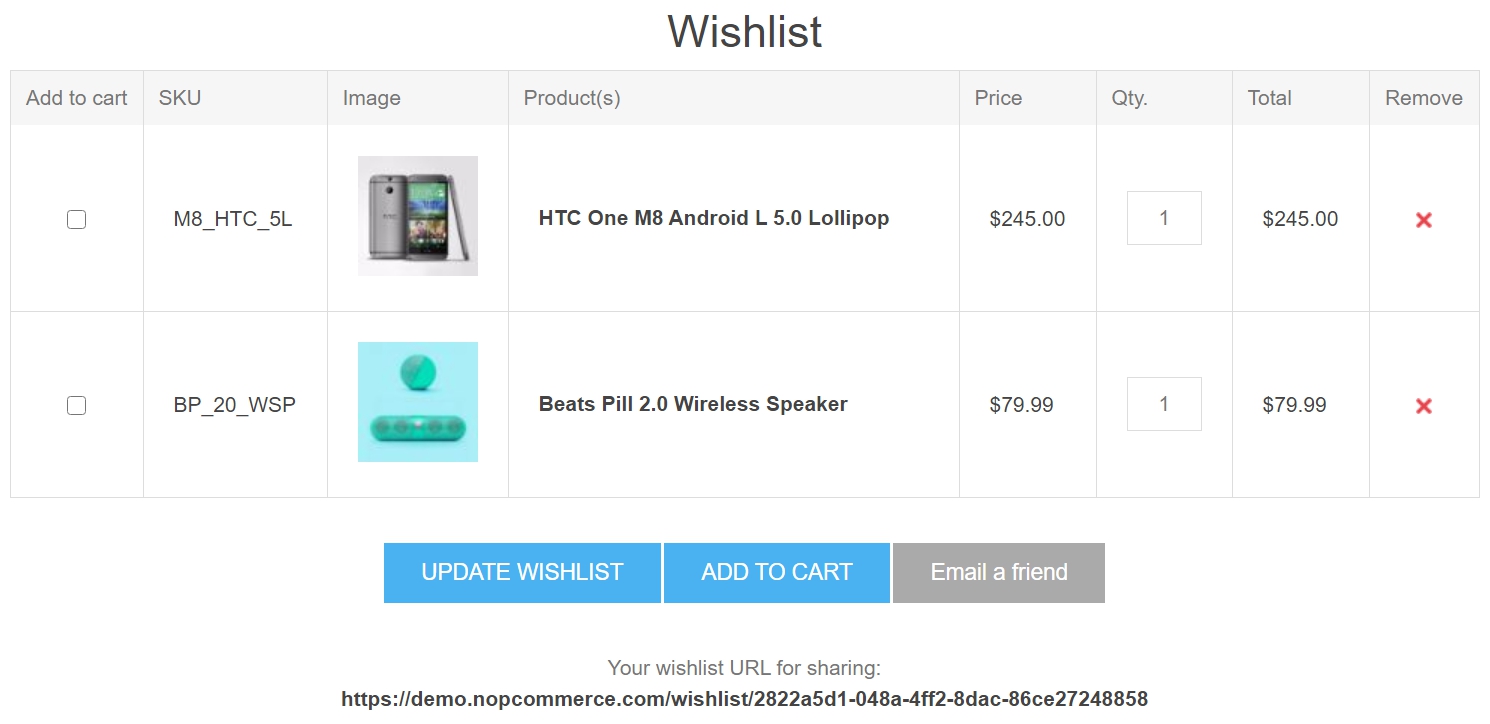 Wishlist
Add to cart SKU Image Product(s) Price Qty. Total Remove
M8_HTC_5L HTC One M8 Android L 5.0 Lollipop $245.00 1 $245.00
BP_20_WSP Beats Pill 2.0 Wireless Speaker $79.99 1 $79.99
UPDATE WISHLIST ADD TO CART Email a friend
Your wishlist URL for sharing:
https://demo.nopcommerce.com/wishlist/2822a5d1-048a-4ff2-8dac-86ce27248858